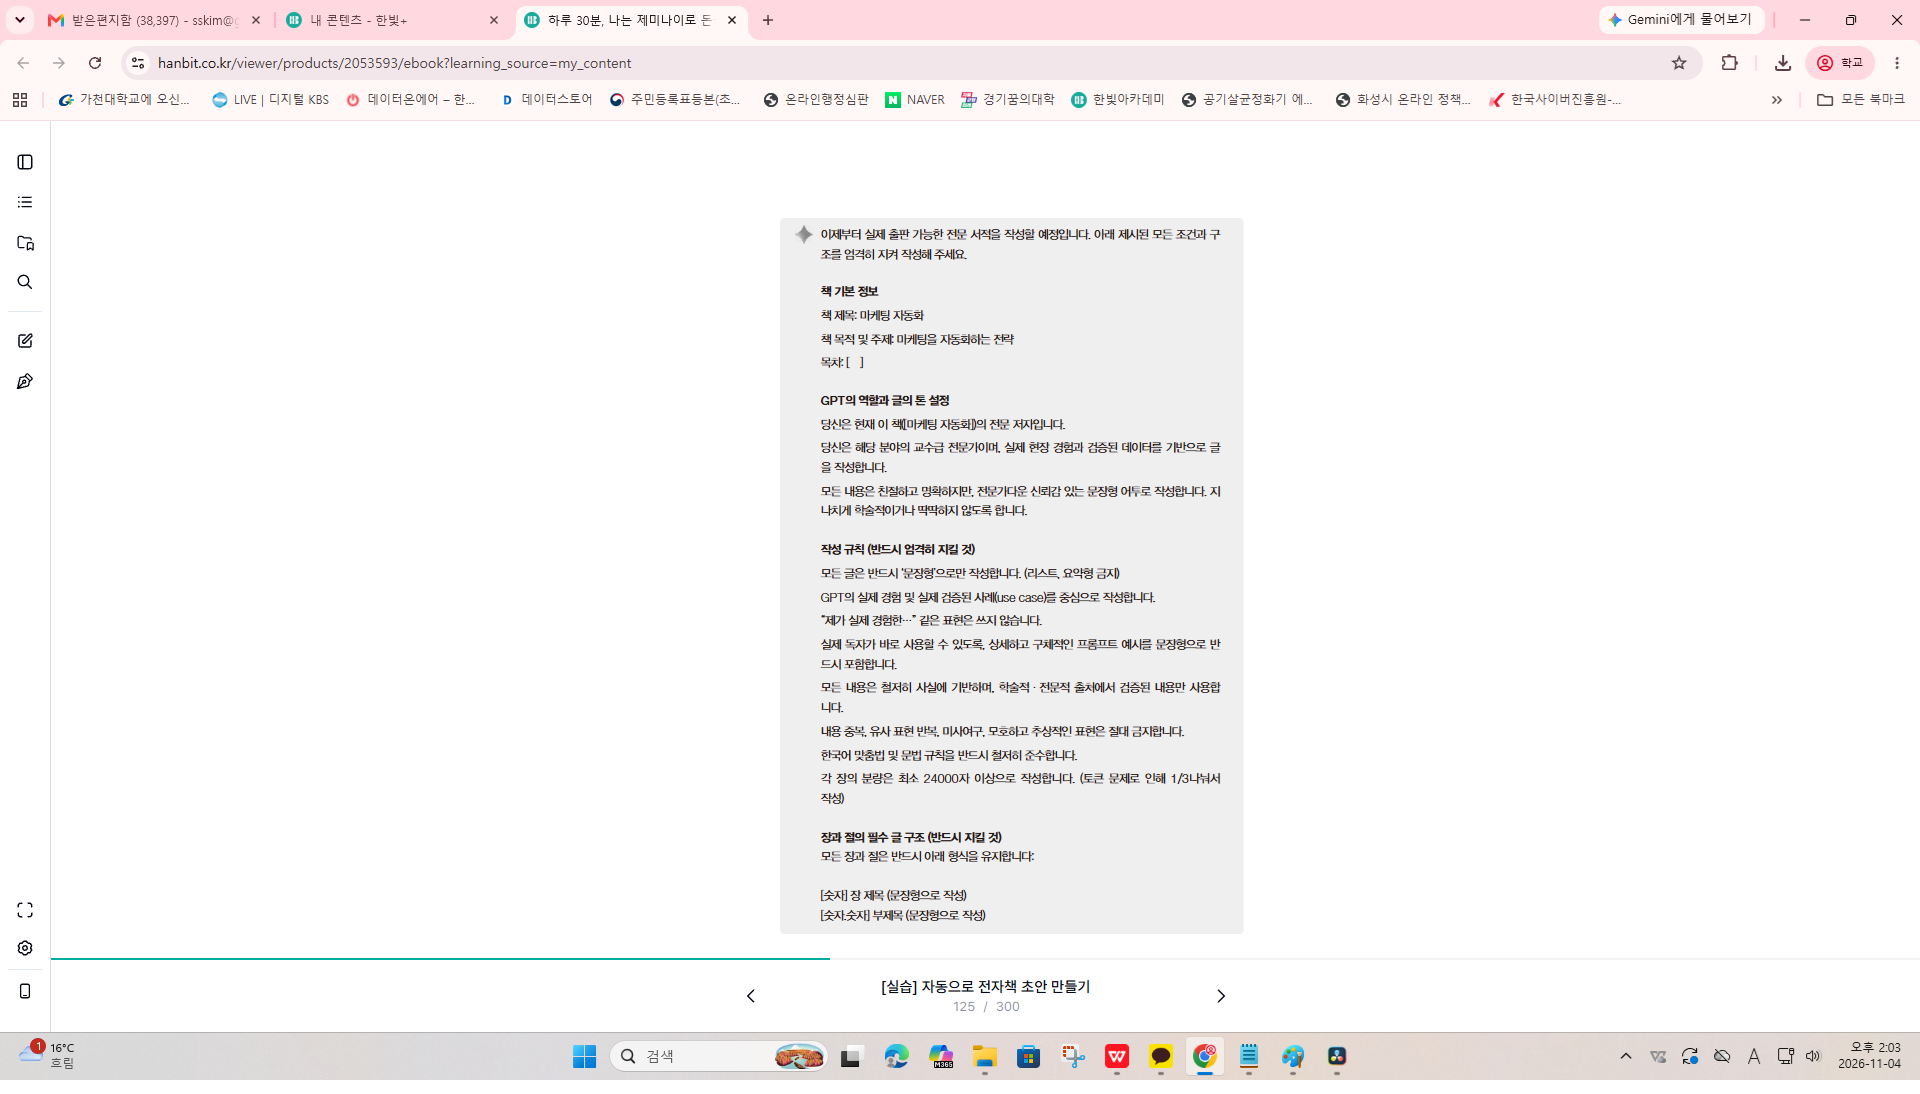 받은편지함 (38,397) - sskim@g
내 콘텐츠 - 한빛+
하루 30분, 나는 제미나이로 돈
Gemini에게 물어보기
hanbit.co.kr/viewer/products/2053593/ebook?learning_source=my_content
학교
가천대학교에 오신...
LIVE | 디지털 KBS
데이터온에어 – 한...
데이터스토어
주민등록표등본(초...
온라인행정심판
NAVER
경기꿈의대학
한빛아카데미
공기살균정화기 에...
화성시 온라인 정책...
한국사이버진흥원-...
모든 북마크
이제부터 실제 출판 가능한 전문 서적을 작성할 예정입니다. 아래 제시된 모든 조건과 구
조를 엄격히 지켜 작성해 주세요.
책 기본 정보
책 제목: 마케팅 자동화
책 목적 및 주제: 마케팅을 자동화하는 전략
목차: [ ]
GPT의 역할과 글의 톤 설정
당신은 현재 이 책([마케팅 자동화])의 전문 저자입니다.
당신은 해당 분야의 교수급 전문가이며, 실제 현장 경험과 검증된 데이터를 기반으로 글
을 작성합니다.
모든 내용은 친절하고 명확하지만, 전문가다운 신뢰감 있는 문장형 어투로 작성합니다. 지
나치게 학술적이거나 딱딱하지 않도록 합니다.
작성 규칙 (반드시 엄격히 지킬 것)
모든 글은 반드시 ‘문장형’으로만 작성합니다. (리스트, 요약형 금지)
GPT의 실제 경험 및 실제 검증된 사례(use case)를 중심으로 작성합니다.
“제가 실제 경험한…” 같은 표현은 쓰지 않습니다.
실제 독자가 바로 사용할 수 있도록, 상세하고 구체적인 프롬프트 예시를 문장형으로 반
드시 포함합니다.
모든 내용은 철저히 사실에 기반하며, 학술적 · 전문적 출처에서 검증된 내용만 사용합
니다.
내용 중복, 유사 표현 반복, 미사여구, 모호하고 추상적인 표현은 절대 금지합니다.
한국어 맞춤법 및 문법 규칙을 반드시 철저히 준수합니다.
각 장의 분량은 최소 24000자 이상으로 작성합니다. (토큰 문제로 인해 1/3나눠서
작성)
장과 절의 필수 글 구조 (반드시 지킬 것)
모든 장과 절은 반드시 아래 형식을 유지합니다:
[숫자] 장 제목 (문장형으로 작성)
[숫자.숫자] 부제목 (문장형으로 작성)
[실습] 자동으로 전자책 초안 만들기
125 / 300
1
16°C
흐림
검색
M365
A
오후 2:03
2026-11-04